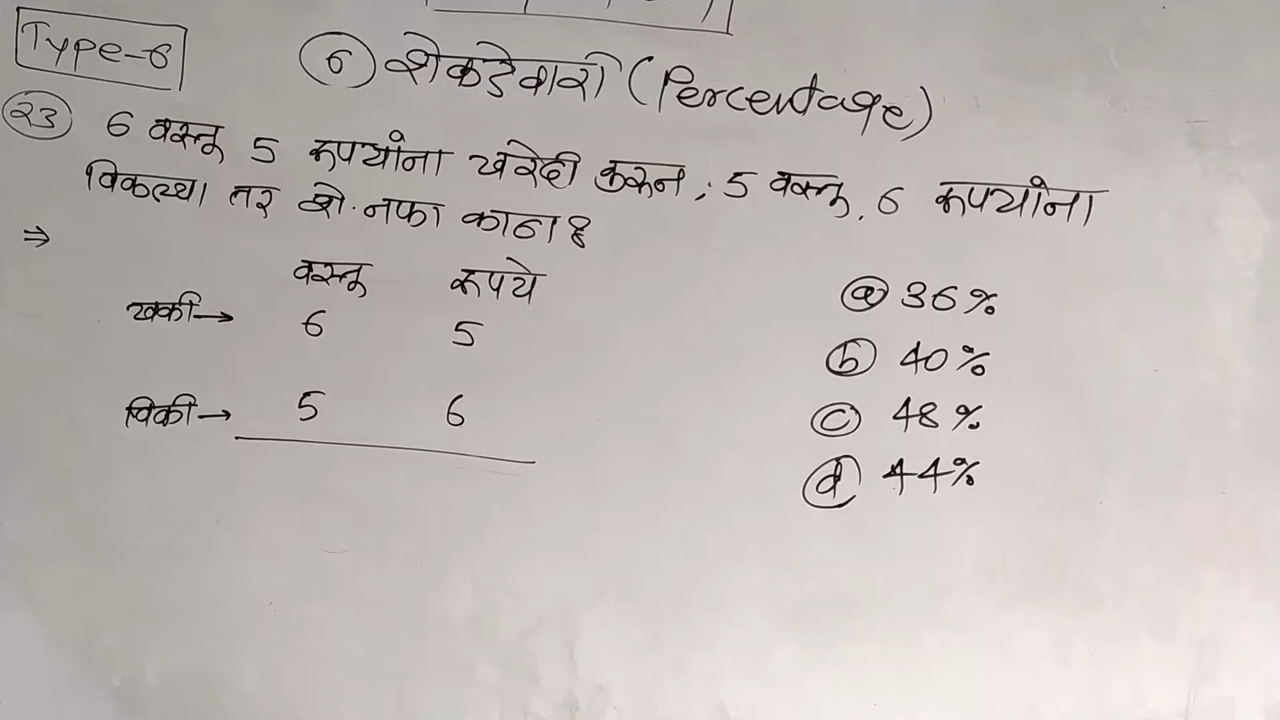 Type-6
⑥ शेकडेवारी (Percentage)
(23) 6 वस्तू 5 रूपयांना खरेदी करून, 5 वस्तू, 6 रूपयांना
विकल्या तर शे. नफा काढा?
⇒
वस्तू रूपये
खकी→ 6 5
विकी→ 5 6
ⓐ 36%
ⓑ 40%
ⓒ 48%
ⓓ 44%